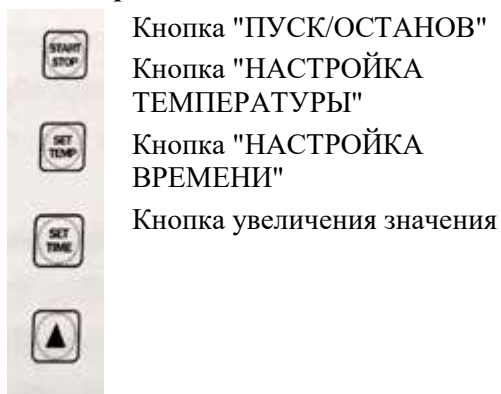 START
STOP
Кнопка "ПУСК/ОСТАНОВ"
Кнопка "НАСТРОЙКА
ТЕМПЕРАТУРЫ"
SET
TEMP
Кнопка "НАСТРОЙКА
ВРЕМЕНИ"
SET
TIME
Кнопка увеличения значения